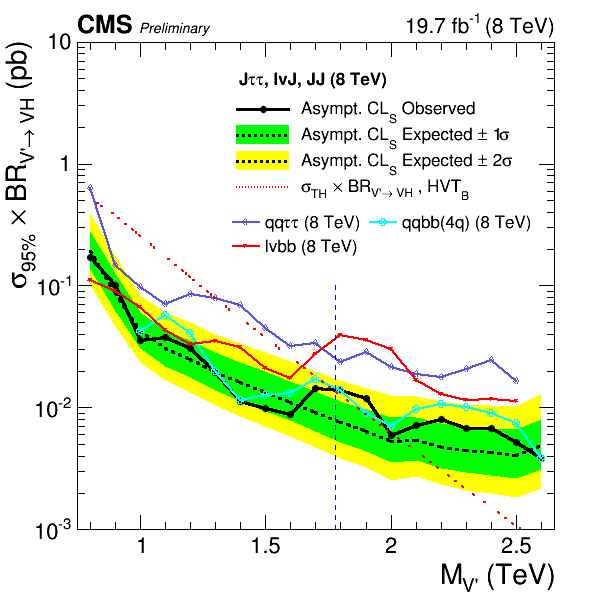 CMS Preliminary 19.7 fb⁻¹ (8 TeV)
σ95% × BRV'→ VH (pb)
10
1
10⁻¹
10⁻²
10⁻³
Jττ, lνJ, JJ (8 TeV)
Asympt. CLS Observed
Asympt. CLS Expected ± 1σ
Asympt. CLS Expected ± 2σ
σTH × BRV'→ VH , HVTB
qqττ (8 TeV) qqbb(4q) (8 TeV)
lνbb (8 TeV)
1 1.5 2 2.5
MV' (TeV)